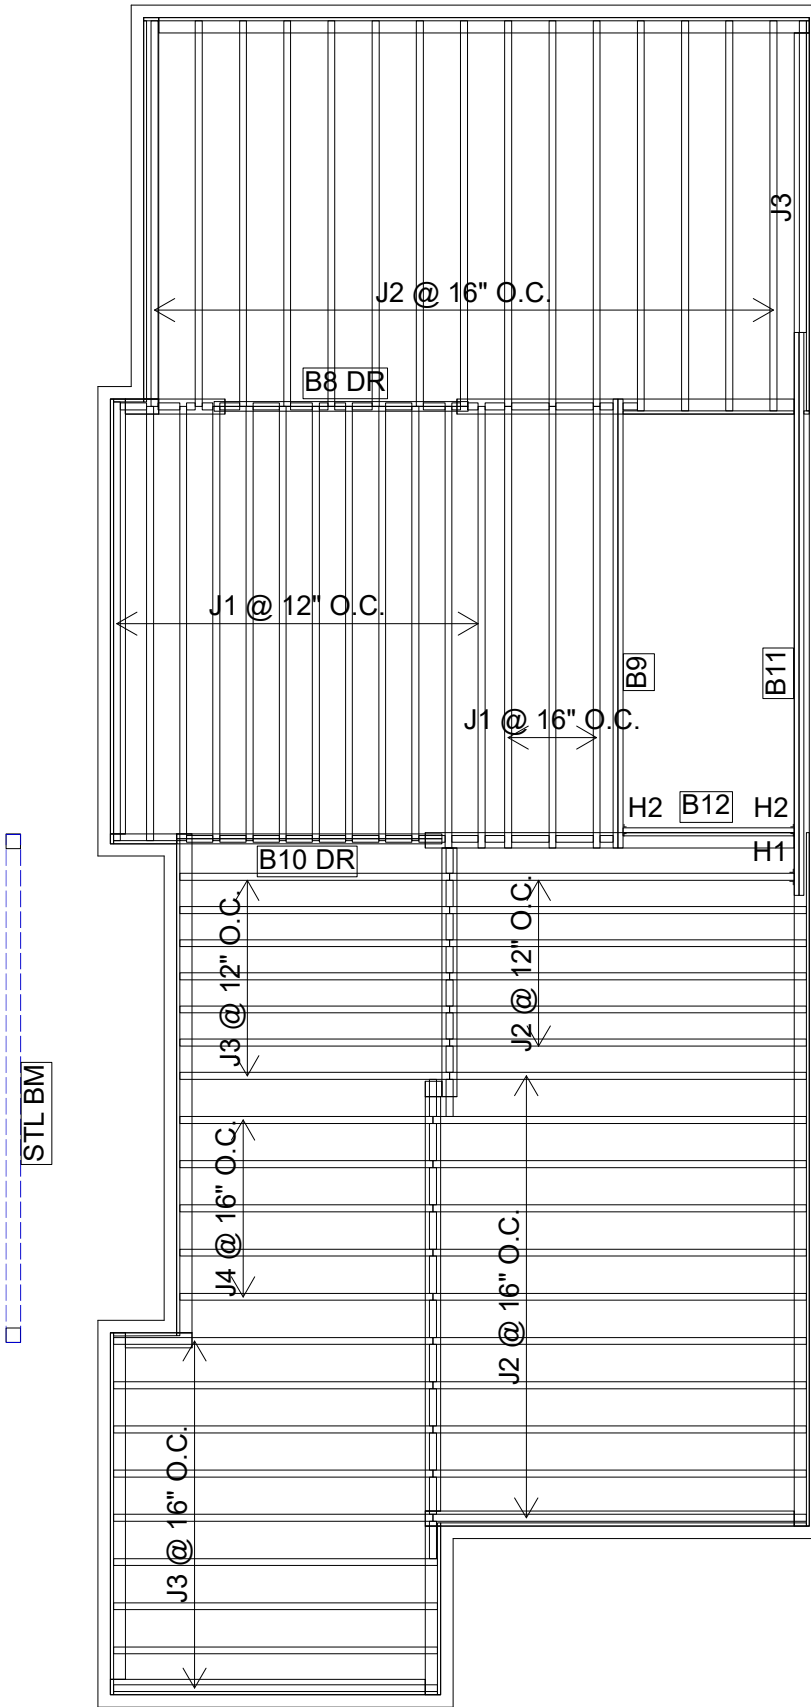 J3
J2 @ 16" O.C.
B8 DR
J1 @ 12" O.C.
B9
B11
J1 @ 16" O.C.
H2
B12
H2
H1
B10 DR
J3 @ 12" O.C.
J2 @ 12" O.C.
STL BM
J4 @ 16" O.C.
J2 @ 16" O.C.
J3 @ 16" O.C.